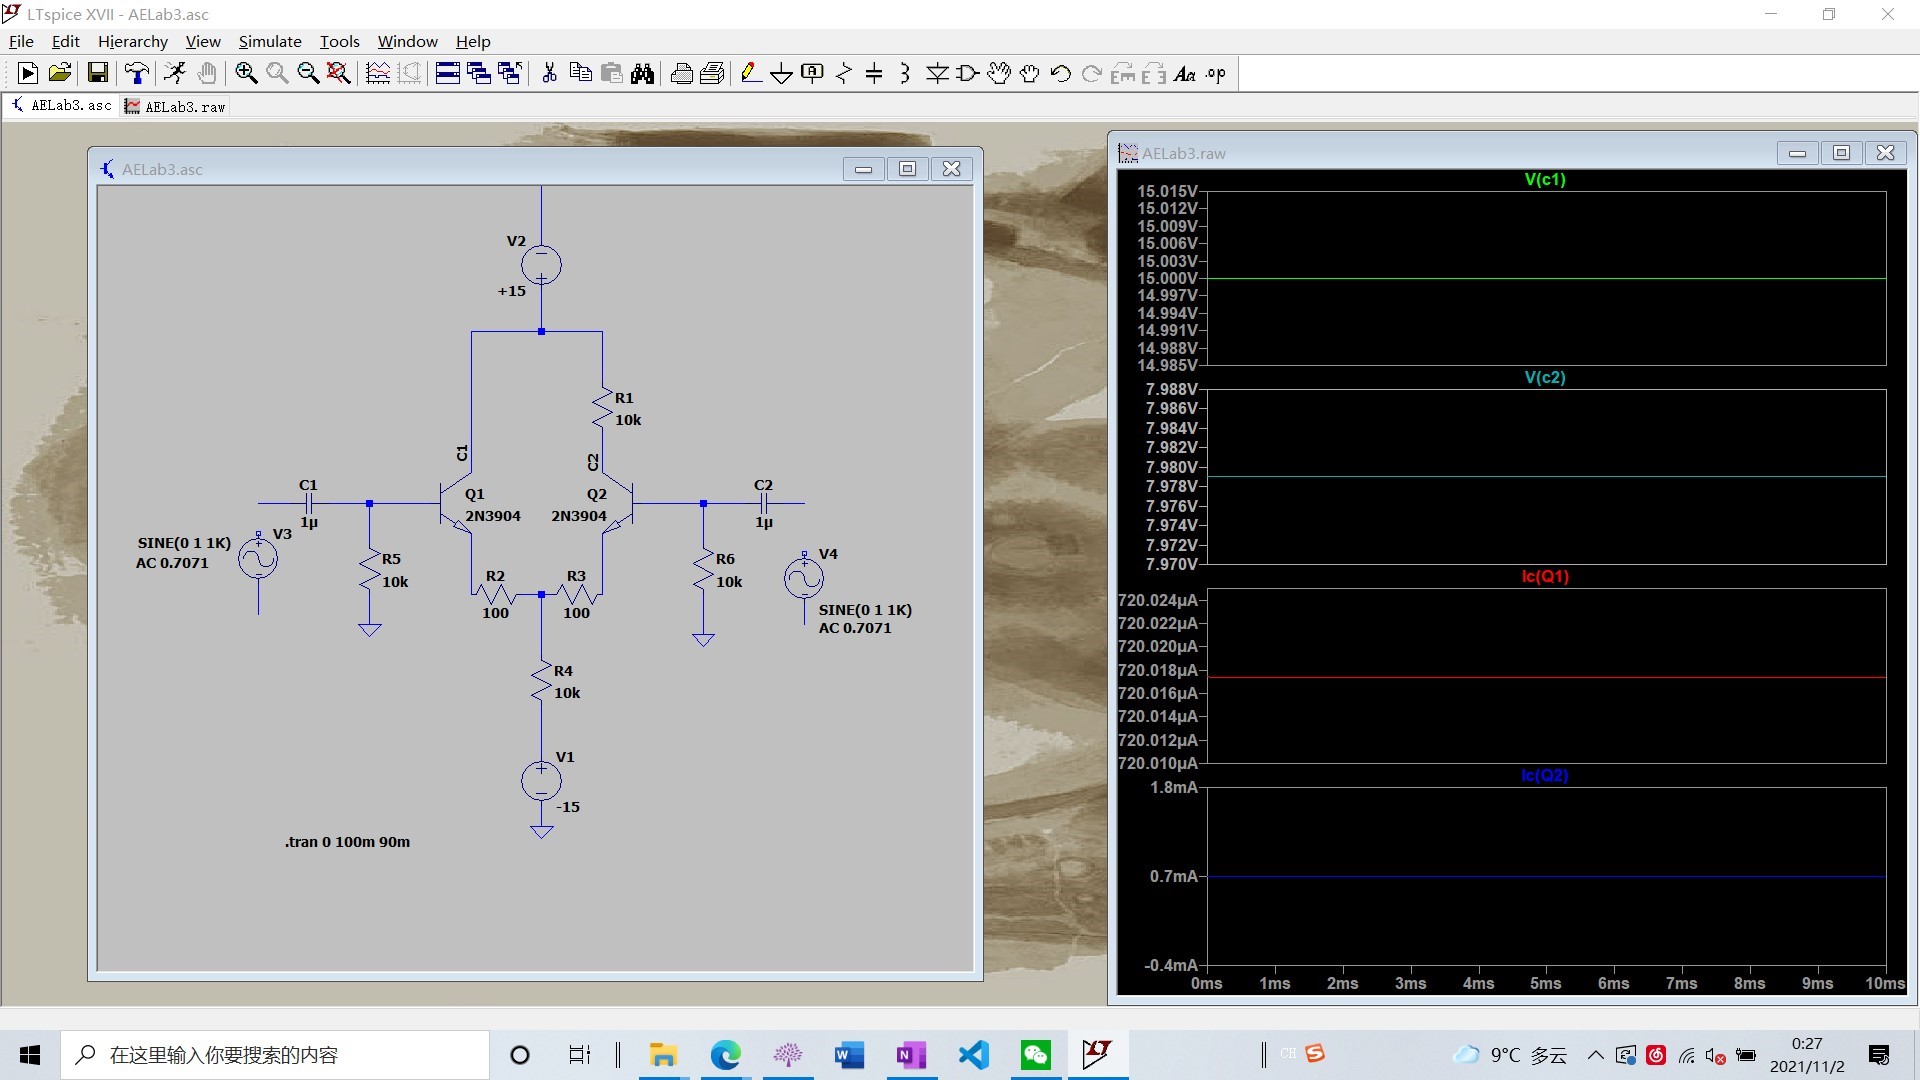 LTspice XVII - AELab3.asc
File Edit Hierarchy View Simulate Tools Window Help
.op
AELab3.asc AELab3.raw
AELab3.asc
V2
+15
R1
10k
C1
C2
C1
1µ
Q1
2N3904
Q2
2N3904
C2
1µ
V3
SINE(0 1 1K)
AC 0.7071
R5
10k
R2
100
R3
100
R6
10k
V4
SINE(0 1 1K)
AC 0.7071
R4
10k
V1
-15
.tran 0 100m 90m
AELab3.raw
V(c1)
15.015V
15.012V
15.009V
15.006V
15.003V
15.000V
14.997V
14.994V
14.991V
14.988V
14.985V
V(c2)
7.988V
7.986V
7.984V
7.982V
7.980V
7.978V
7.976V
7.974V
7.972V
7.970V
Ic(Q1)
720.024µA
720.022µA
720.020µA
720.018µA
720.016µA
720.014µA
720.012µA
720.010µA
Ic(Q2)
1.8mA
0.7mA
-0.4mA
0ms 1ms 2ms 3ms 4ms 5ms 6ms 7ms 8ms 9ms 10ms
在这里输入你要搜索的内容
CH
9°C 多云
0:27
2021/11/2